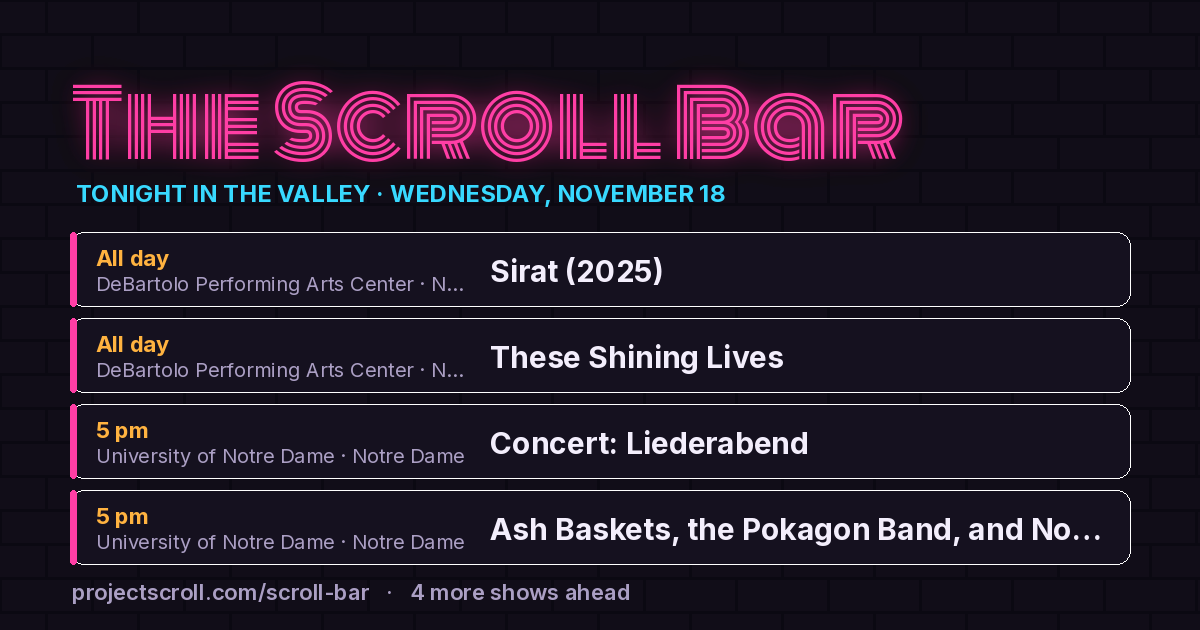 The Scroll Bar
TONIGHT IN THE VALLEY · WEDNESDAY, NOVEMBER 18
All day
DeBartolo Performing Arts Center · N...
Sirat (2025)
All day
DeBartolo Performing Arts Center · N...
These Shining Lives
5 pm
University of Notre Dame · Notre Dame
Concert: Liederabend
5 pm
University of Notre Dame · Notre Dame
Ash Baskets, the Pokagon Band, and No...
projectscroll.com/scroll-bar · 4 more shows ahead